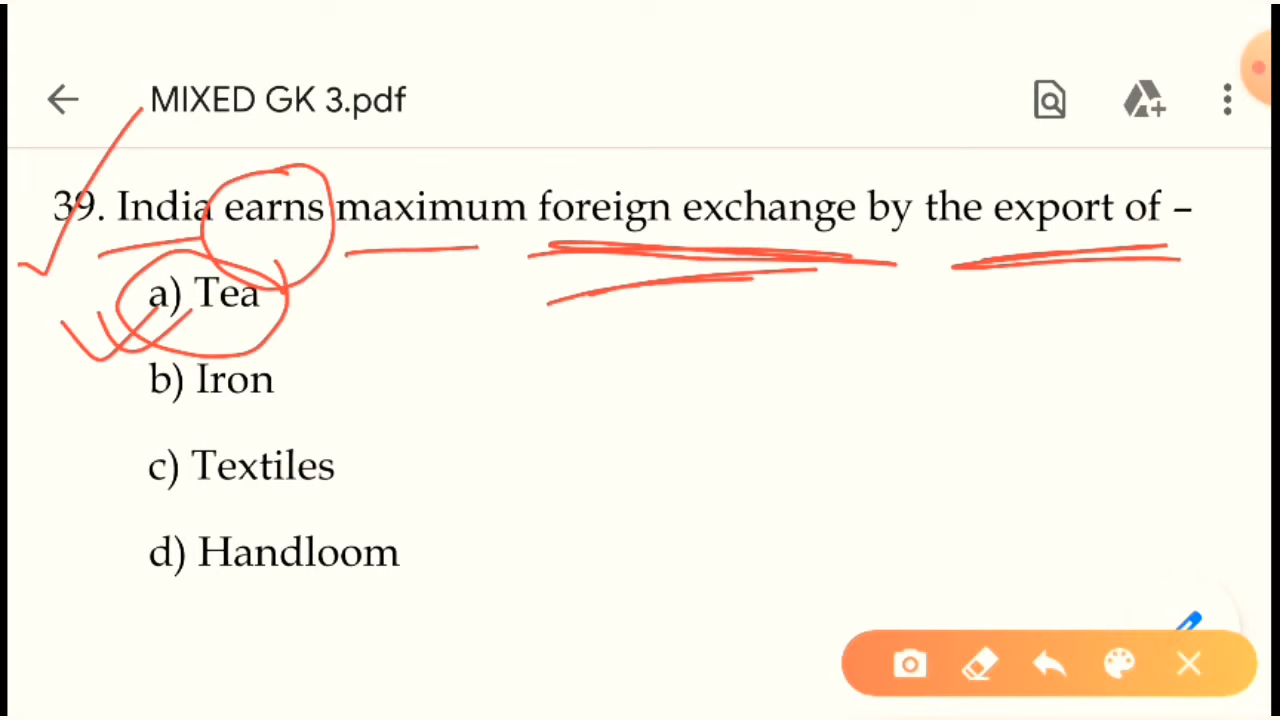 MIXED GK 3.pdf
39. India earns maximum foreign exchange by the export of –
a) Tea
b) Iron
c) Textiles
d) Handloom